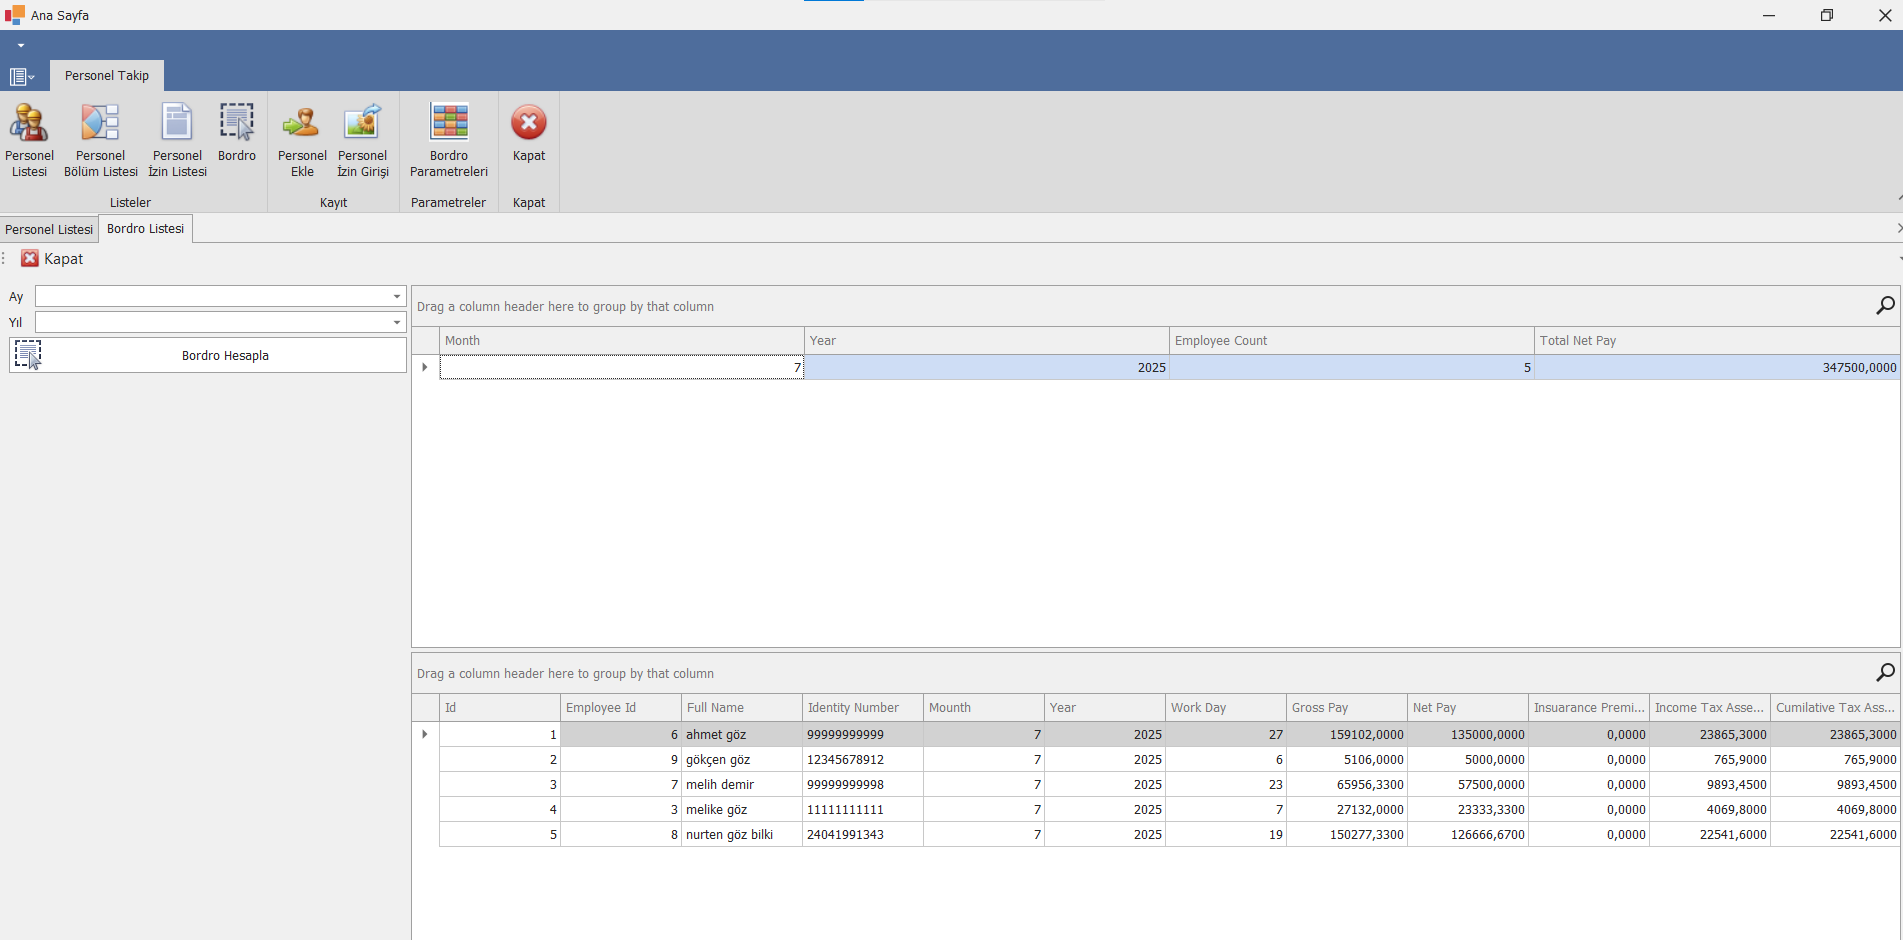 Ana Sayfa
Personel Takip
Personel Listesi
Personel Bölüm Listesi
Personel İzin Listesi
Bordro
Listeler
Personel Ekle
Personel İzin Girişi
Kayıt
Bordro Parametreleri
Parametreler
Kapat
Kapat
Personel Listesi
Bordro Listesi
Kapat
Ay
Yıl
Bordro Hesapla
Drag a column header here to group by that column
Month Year Employee Count Total Net Pay
7 2025 5 347500,0000
Drag a column header here to group by that column
Id Employee Id Full Name Identity Number Mounth Year Work Day Gross Pay Net Pay Insuarance Premi... Income Tax Asse... Cumilative Tax Ass...
1 6 ahmet göz 99999999999 7 2025 27 159102,0000 135000,0000 0,0000 23865,3000 23865,3000
2 9 gökçen göz 12345678912 7 2025 6 5106,0000 5000,0000 0,0000 765,9000 765,9000
3 7 melih demir 99999999998 7 2025 23 65956,3300 57500,0000 0,0000 9893,4500 9893,4500
4 3 melike göz 11111111111 7 2025 7 27132,0000 23333,3300 0,0000 4069,8000 4069,8000
5 8 nurten göz bilki 24041991343 7 2025 19 150277,3300 126666,6700 0,0000 22541,6000 22541,6000